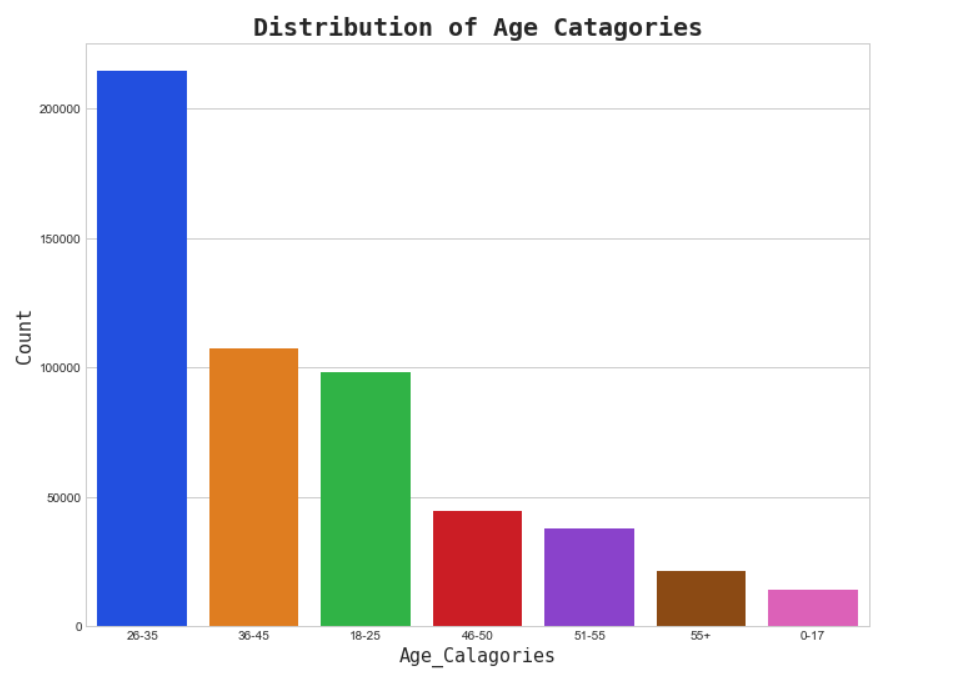 Distribution of Age Catagories
Count
200000
150000
100000
50000
0
26-35 36-45 18-25 46-50 51-55 55+ 0-17
Age_Calagories